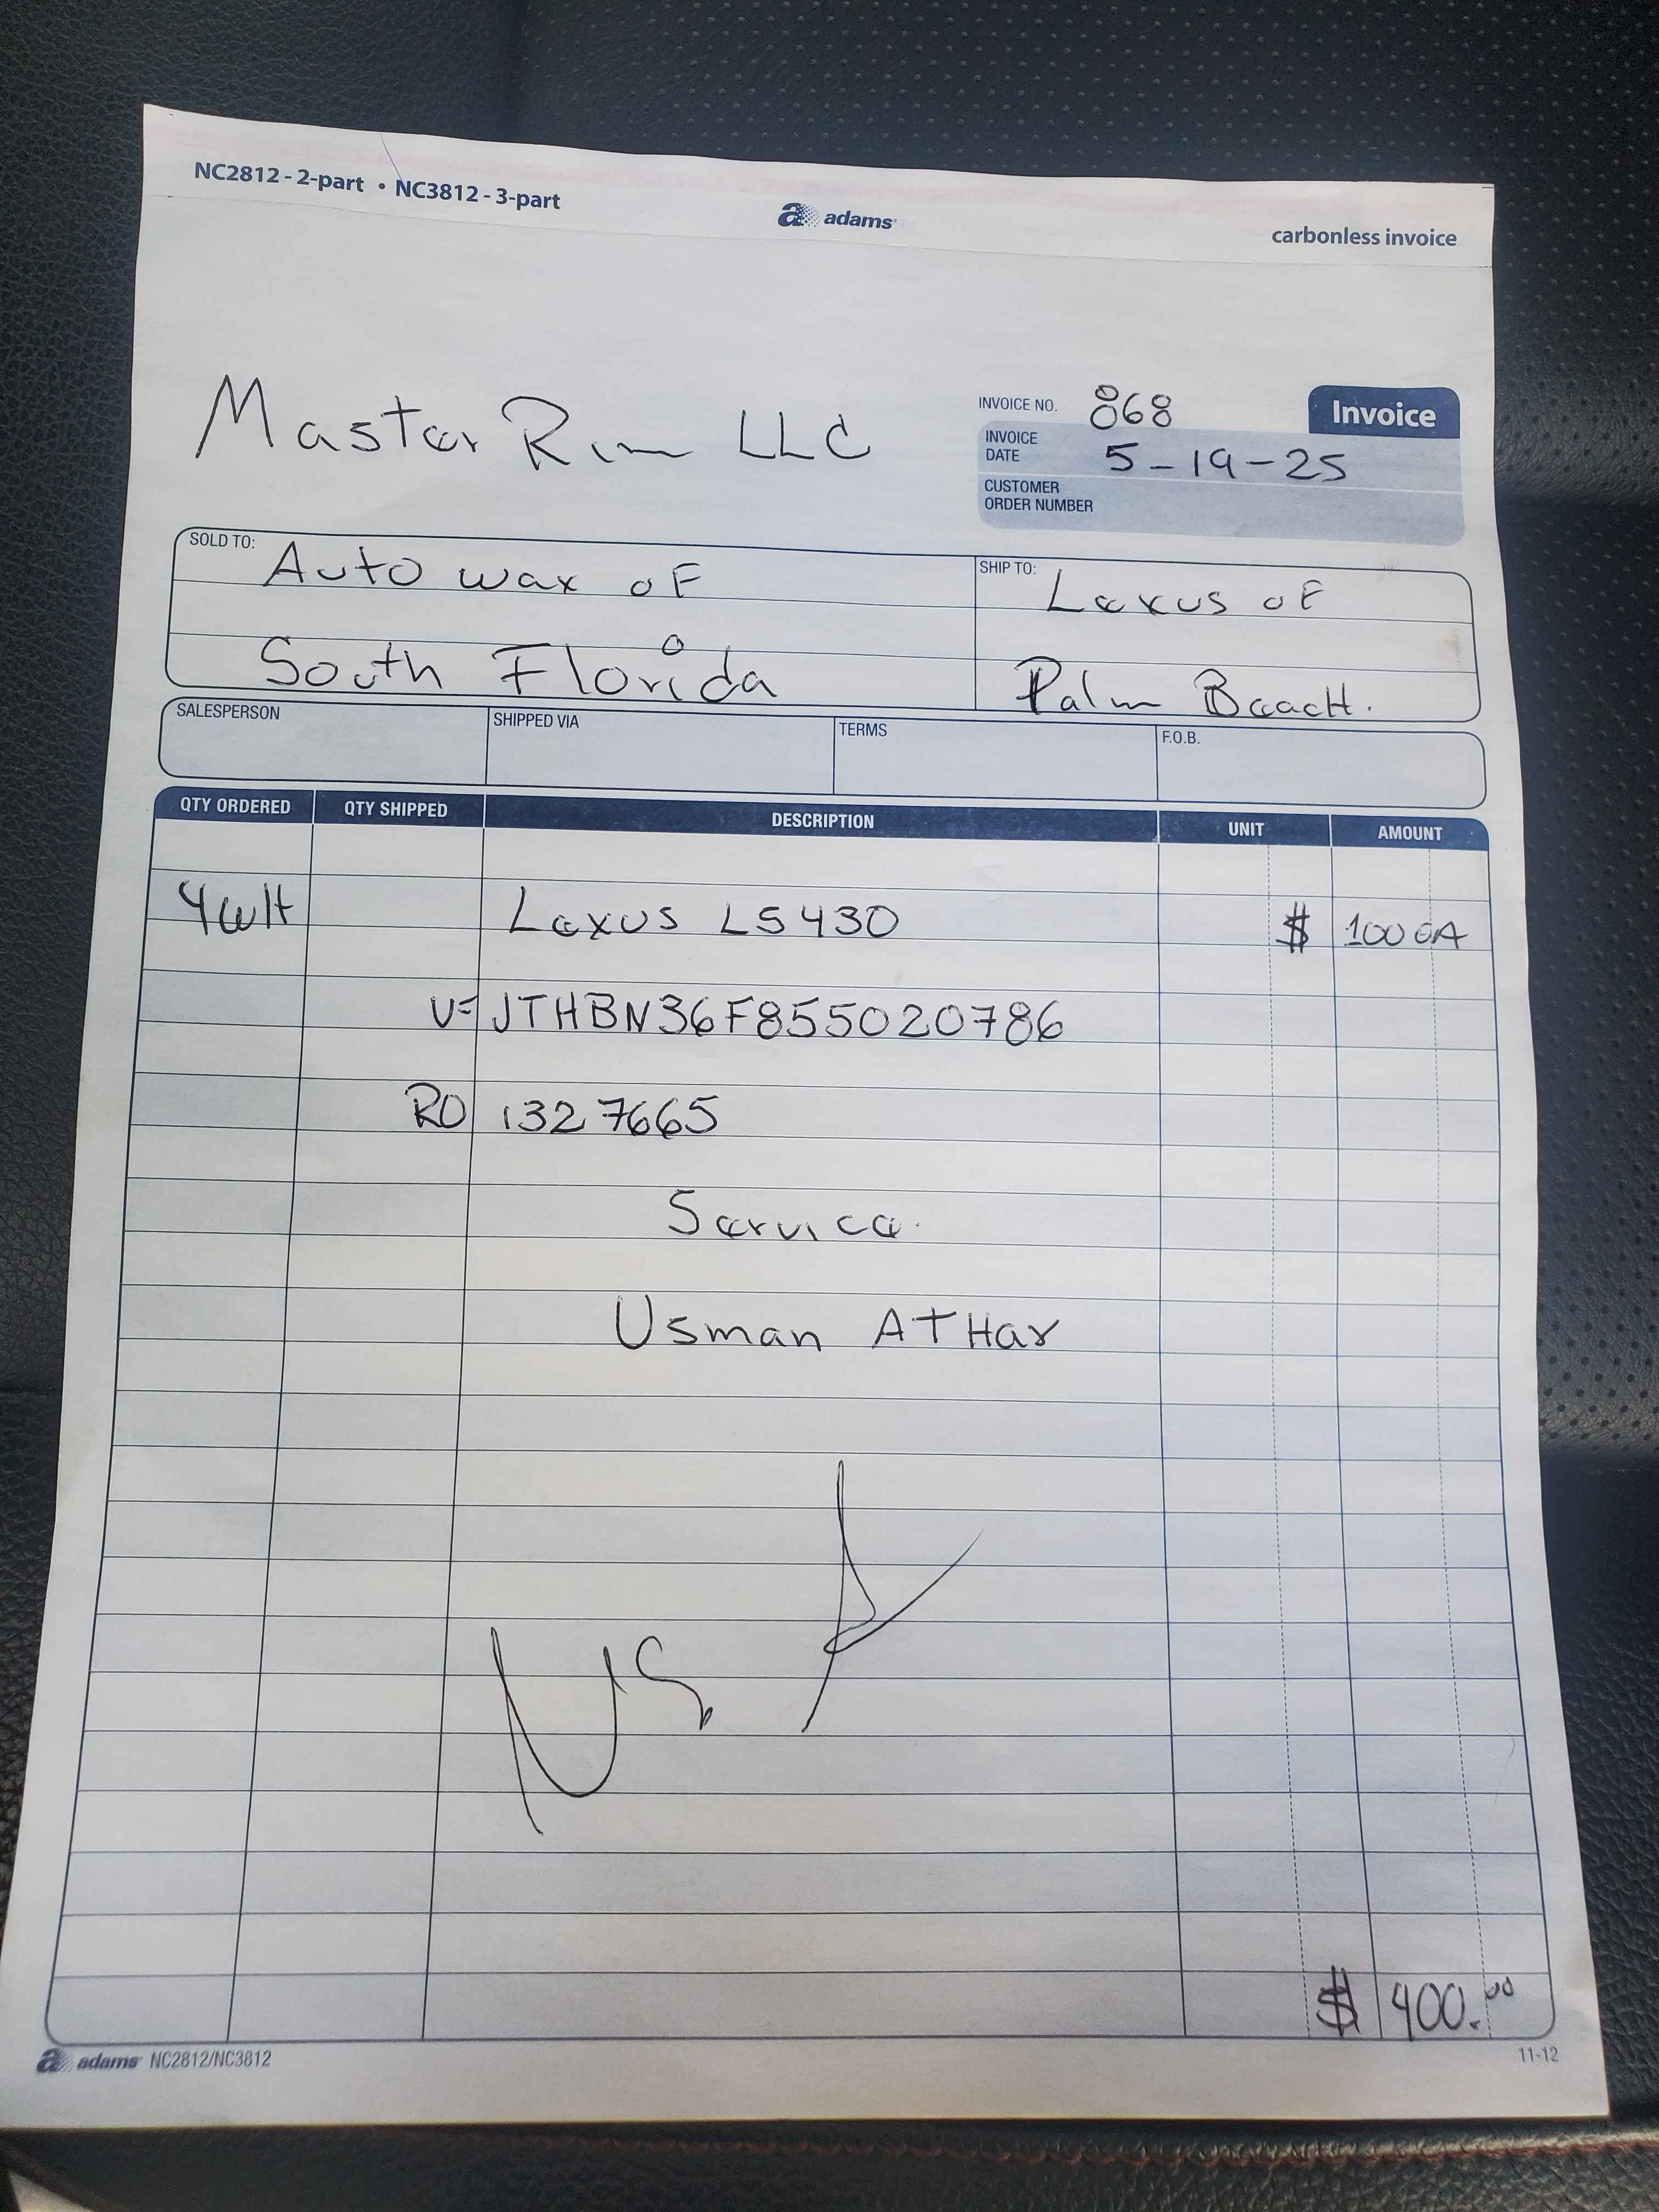 NC2812 - 2-part • NC3812 - 3-part
adams
carbonless invoice
Master Rim LLC
INVOICE NO. 868
Invoice
INVOICE DATE 5-19-25
CUSTOMER ORDER NUMBER
SOLD TO: Auto wax oF
South Florida
SHIP TO: Lexus oF
Palm BeacH.
SALESPERSON SHIPPED VIA TERMS F.O.B.
QTY ORDERED QTY SHIPPED DESCRIPTION UNIT AMOUNT
4 wH Lexus LS430 $ 100 eA
V= JTHBN36F855020786
RO 1327665
Service.
Usman ATHar
$ 400.00
adams NC2812/NC3812
11-12